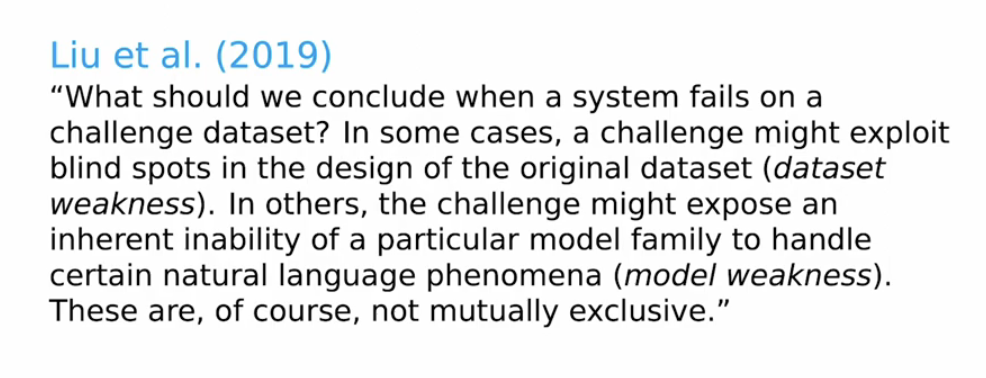 Liu et al. (2019)
“What should we conclude when a system fails on a
challenge dataset? In some cases, a challenge might exploit
blind spots in the design of the original dataset (dataset
weakness). In others, the challenge might expose an
inherent inability of a particular model family to handle
certain natural language phenomena (model weakness).
These are, of course, not mutually exclusive.”